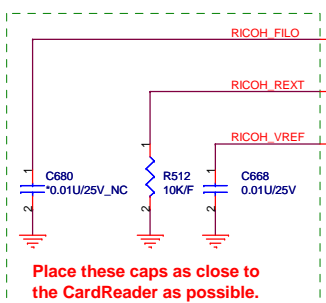 RICOH_FILO
RICOH_REXT
RICOH_VREF
1
1
1
C680
*0.01U/25V_NC
R512
10K/F
C668
0.01U/25V
2
2
2
Place these caps as close to
the CardReader as possible.